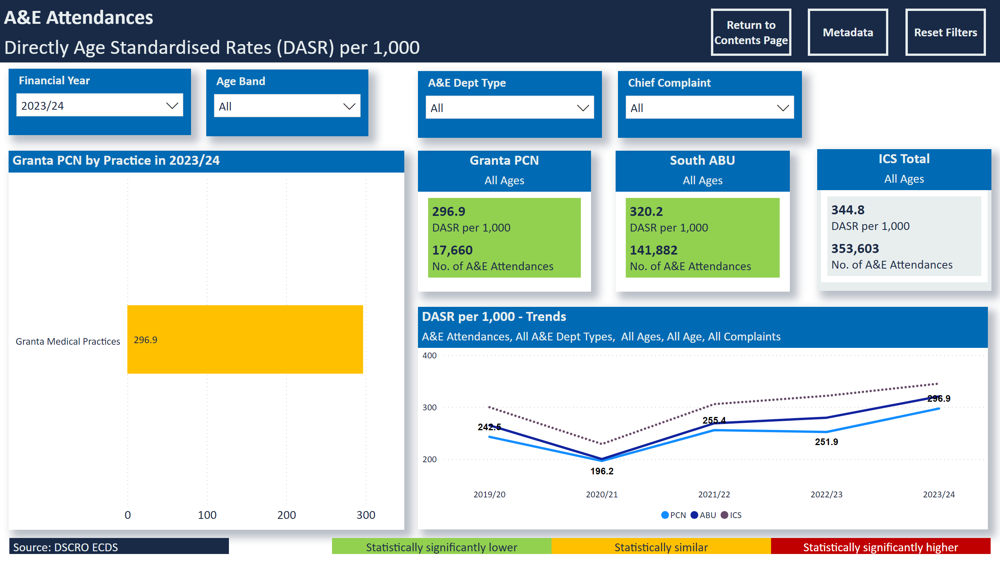 A&E Attendances
Directly Age Standardised Rates (DASR) per 1,000
Return to
Contents Page
Metadata
Reset Filters
Financial Year
2023/24
Age Band
All
A&E Dept Type
All
Chief Complaint
All
Granta PCN by Practice in 2023/24
Granta Medical Practices
296.9
0 100 200 300
Granta PCN
All Ages
296.9
DASR per 1,000
17,660
No. of A&E Attendances
South ABU
All Ages
320.2
DASR per 1,000
141,882
No. of A&E Attendances
ICS Total
All Ages
344.8
DASR per 1,000
353,603
No. of A&E Attendances
DASR per 1,000 - Trends
A&E Attendances, All A&E Dept Types,  All Ages, All Age, All Complaints
400
300
200
242.5
196.2
255.4
251.9
296.9
2019/20 2020/21 2021/22 2022/23 2023/24
PCN ABU ICS
Source: DSCRO ECDS
Statistically significantly lower
Statistically similar
Statistically significantly higher